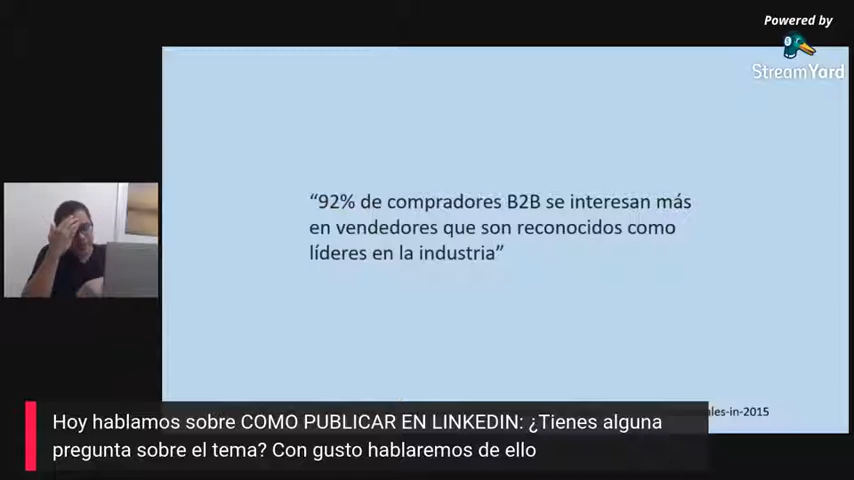 Powered by
StreamYard
“92% de compradores B2B se interesan más
en vendedores que son reconocidos como
líderes en la industria”
ales-in-2015
Hoy hablamos sobre COMO PUBLICAR EN LINKEDIN: ¿Tienes alguna
pregunta sobre el tema? Con gusto hablaremos de ello